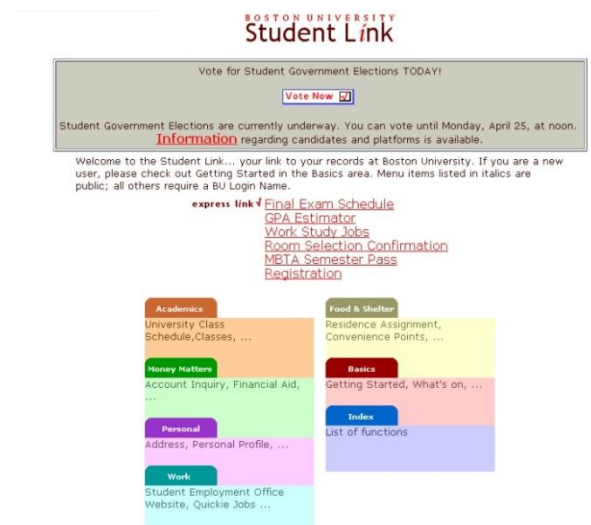 BOSTON UNIVERSITY
Student Link
Vote for Student Government Elections TODAY!
Vote Now
Student Government Elections are currently underway. You can vote until Monday, April 25, at noon.
Information regarding candidates and platforms is available.
Welcome to the Student Link... your link to your records at Boston University. If you are a new
user, please check out Getting Started in the Basics area. Menu items listed in italics are
public; all others require a BU Login Name.
express link Final Exam Schedule
GPA Estimator
Work Study Jobs
Room Selection Confirmation
MBTA Semester Pass
Registration
Academics
University Class
Schedule,Classes, ...
Money Matters
Account Inquiry, Financial Aid,
...
Personal
Address, Personal Profile, ...
Work
Student Employment Office
Website, Quickie Jobs ...
Food & Shelter
Residence Assignment,
Convenience Points, ...
Basics
Getting Started, What's on, ...
Index
List of functions